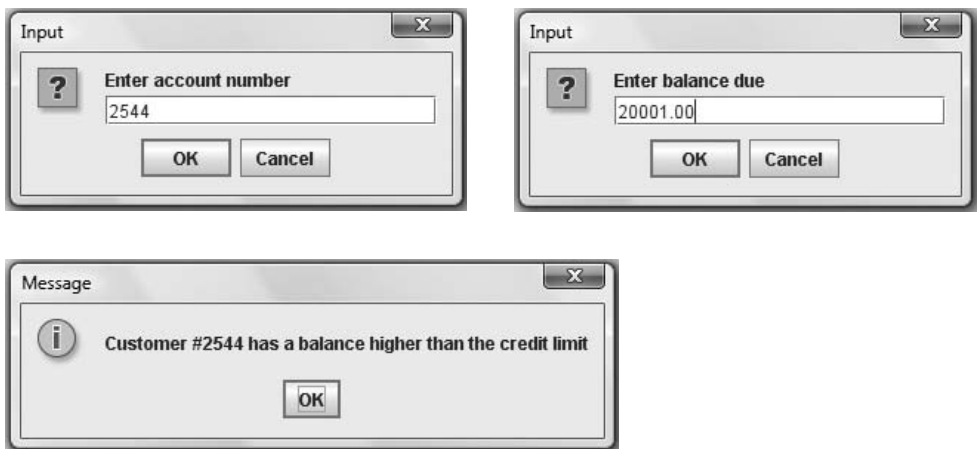 Input
Enter account number
2544
OK Cancel
Input
Enter balance due
20001.00
OK Cancel
Message
Customer #2544 has a balance higher than the credit limit
OK